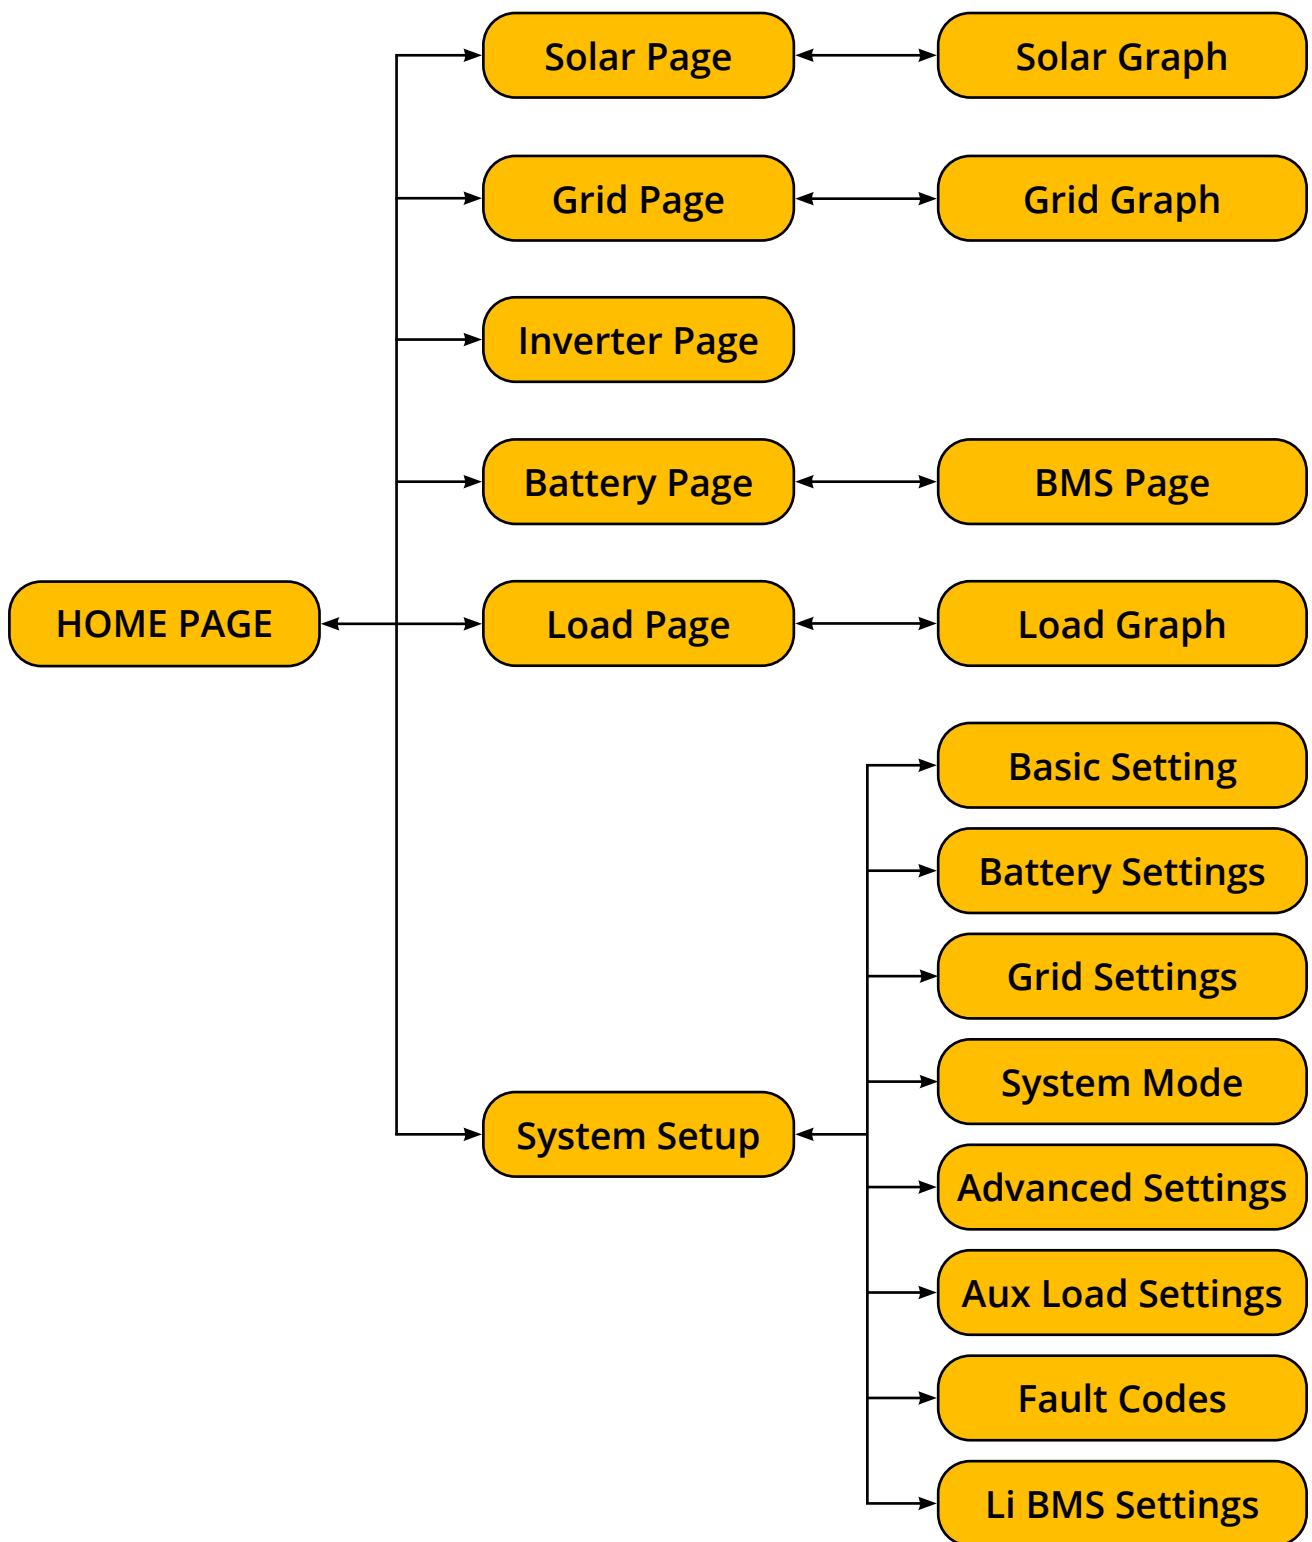 Solar Page
Solar Graph
Grid Page
Grid Graph
Inverter Page
Battery Page
BMS Page
HOME PAGE
Load Page
Load Graph
Basic Setting
Battery Settings
Grid Settings
System Mode
System Setup
Advanced Settings
Aux Load Settings
Fault Codes
Li BMS Settings